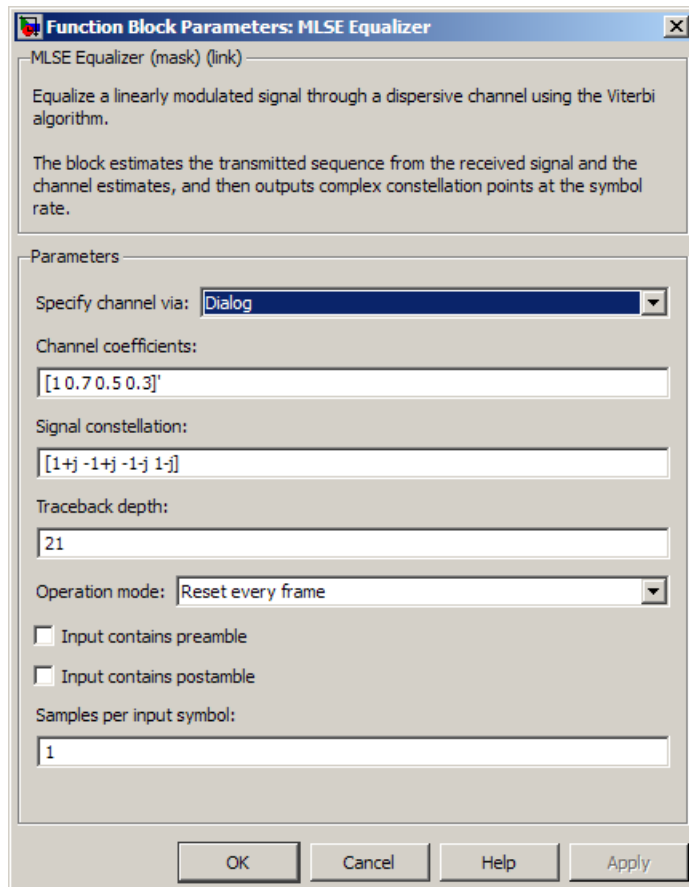 Function Block Parameters: MLSE Equalizer
MLSE Equalizer (mask) (link)
Equalize a linearly modulated signal through a dispersive channel using the Viterbi
algorithm.
The block estimates the transmitted sequence from the received signal and the
channel estimates, and then outputs complex constellation points at the symbol
rate.
Parameters
Specify channel via: Dialog
Channel coefficients:
[1 0.7 0.5 0.3]'
Signal constellation:
[1+j -1+j -1-j 1-j]
Traceback depth:
21
Operation mode: Reset every frame
Input contains preamble
Input contains postamble
Samples per input symbol:
1
OK Cancel Help Apply